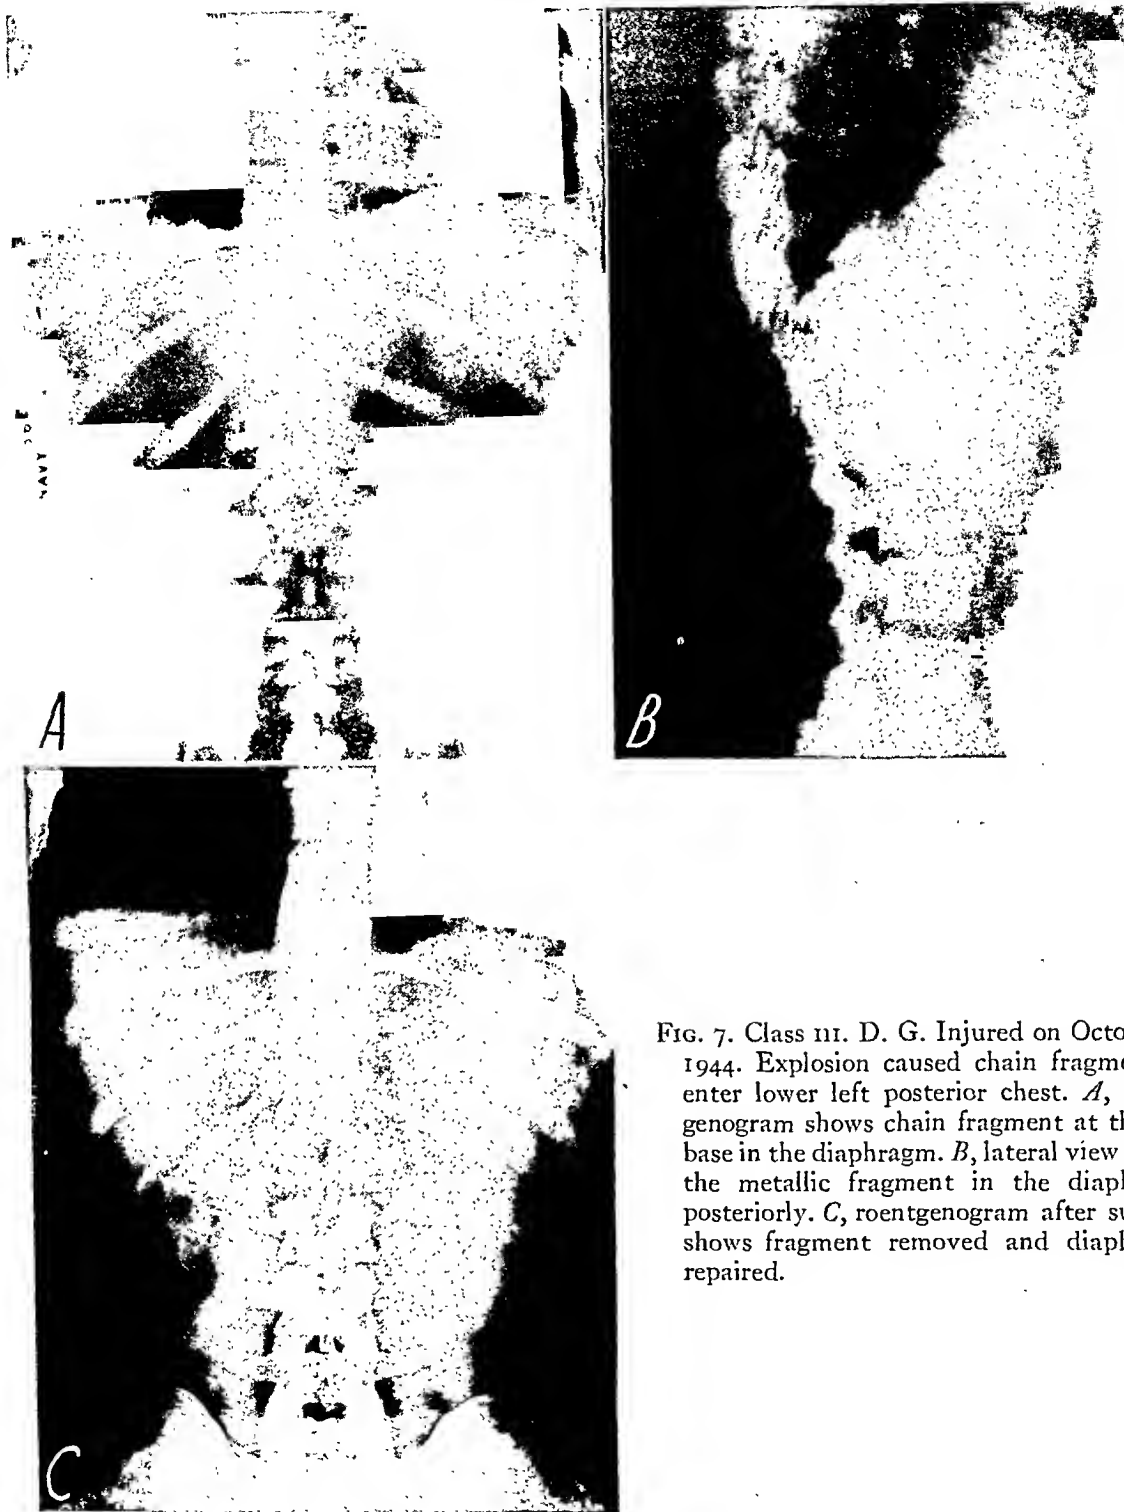 A
B
C
FIG. 7. Class III. D. G. Injured on Octo
1944. Explosion caused chain fragme
enter lower left posterior chest. A,
genogram shows chain fragment at th
base in the diaphragm. B, lateral view
the metallic fragment in the diaph
posteriorly. C, roentgenogram after su
shows fragment removed and diaph
repaired.